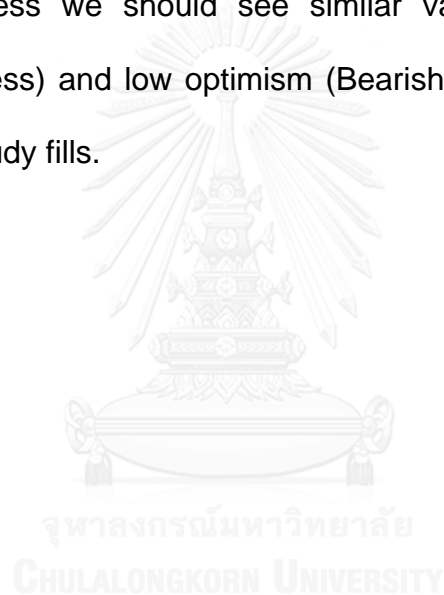 ess we should see similar va
ess) and low optimism (Bearish
udy fills.
จุฬาลงกรณ์มหาวิทยาลัย
CHULALONGKORN UNIVERSITY